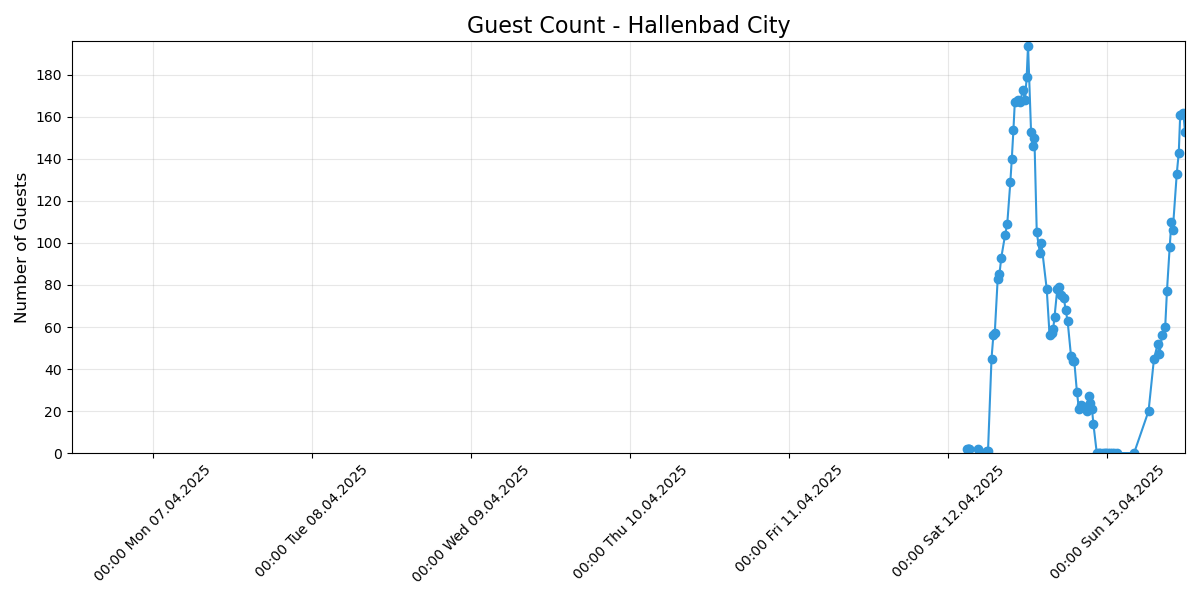 Guest Count - Hallenbad City
Number of Guests
180
160
140
120
100
80
60
40
20
0
00:00 Mon 07.04.2025
00:00 Tue 08.04.2025
00:00 Wed 09.04.2025
00:00 Thu 10.04.2025
00:00 Fri 11.04.2025
00:00 Sat 12.04.2025
00:00 Sun 13.04.2025